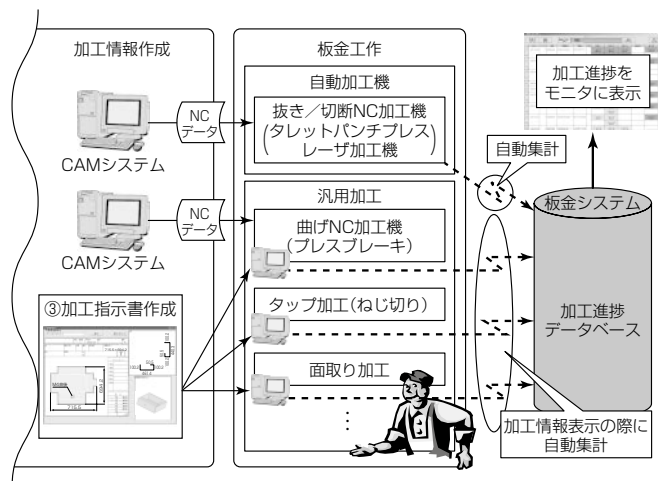 加工情報作成
CAMシステム
NC
データ
CAMシステム
NC
データ
③加工指示書作成
716.6
板金工作
自動加工機
抜き／切断NC加工機
(タレットパンチプレス
レーザ加工機)
汎用加工
曲げNC加工機
(プレスブレーキ)
タップ加工(ねじ切り)
面取り加工
⋮
加工進捗を
モニタに表示
自動集計
板金システム
加工進捗
データベース
加工情報表示の際に
自動集計